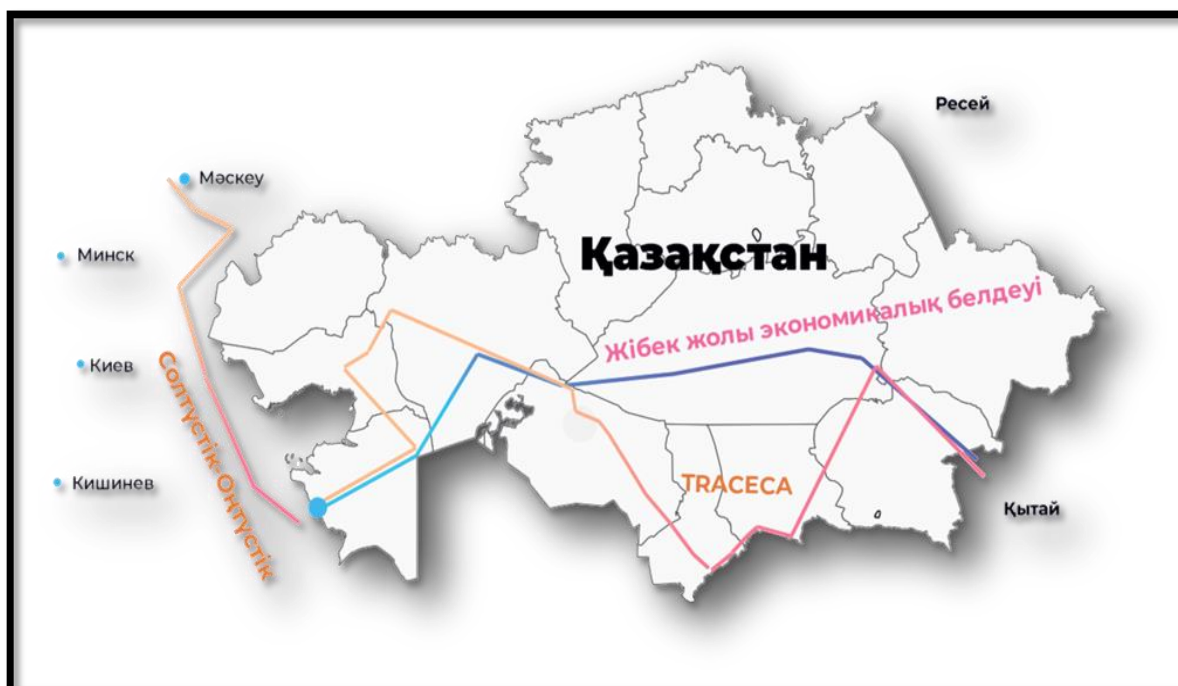 Ресей
Мәскеу
Минск
Қазақстан
Жібек жолы экономикалық белдеуі
Киев
Солтүстік-Оңтүстік
TRACECA
Кишинев
Қытай